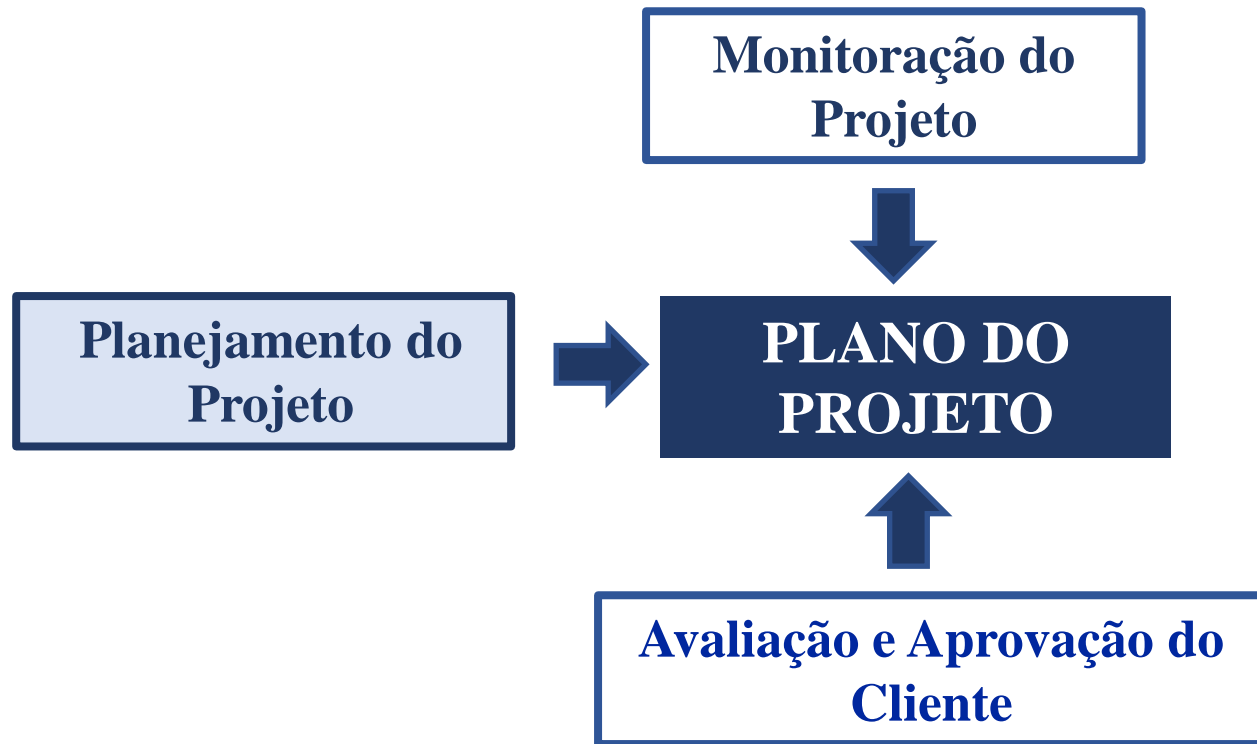 Monitoração do
Projeto
Planejamento do
Projeto
PLANO DO
PROJETO
Avaliação e Aprovação do
Cliente